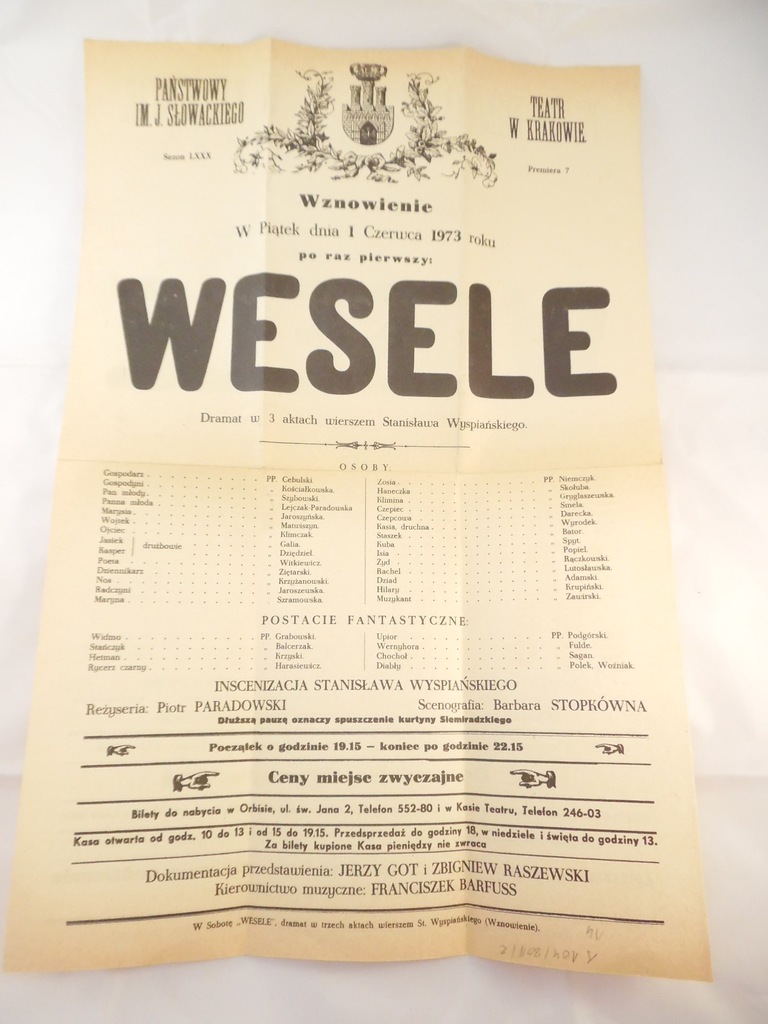 PAŃSTWOWY
IM. J. SŁOWACKIEGO
TEATR
W KRAKOWIE.
Sezon LXXX
Premiera 7
Wznowienie
W Piątek dnia 1 Czerwca 1973 roku
po raz pierwszy:
WESELE
Dramat w 3 aktach wierszem Stanisława Wyspiańskiego.
OSOBY.
Gospodarz . . . PP. Cebulski.
Gospodyni . . . „ Kościałkowska.
Pan młody . . . „ Szybowski.
Panna młoda . . . „ Lejczak-Paradowska
Marysia . . . „ Jaroszyńska.
Wojtek . . . „ Matwiszyn.
Ojciec . . . „ Klimczak.
Jasiek } drużbowie . . . „ Galia.
Kasper } . . . „ Dziędziel.
Poeta . . . „ Witkiewicz.
Dziennikarz . . . „ Ziętarski.
Nos . . . „ Krzyżanowski.
Radczyni . . . „ Jaroszewska.
Maryna . . . „ Szramowska.
Zosia . . . PP. Niemczyk.
Haneczka . . . „ Skołuba.
Klimina . . . „ Gryglaszewska.
Czepiec . . . „ Smela.
Czepcowa . . . „ Darecka.
Kasia, druchna . . . „ Wyrodek.
Staszek . . . „ Bator.
Kuba . . . „ Spyt.
Isia . . . „ Popiel.
Żyd . . . „ Rączkowski.
Rachel . . . „ Lutosławska.
Dziad . . . „ Adamski.
Hilary . . . „ Krupiński.
Muzykant . . . „ Zawirski.
POSTACIE FANTASTYCZNE:
Widmo . . . PP. Grabowski.
Stańczyk . . . „ Balcerzak.
Hetman . . . „ Krzyski.
Rycerz czarny . . . „ Harasiewicz.
Upior . . . PP. Podgórski.
Wernyhora . . . „ Fulde.
Chochoł . . . „ Sagan.
Diabły . . . „ Polek, Woźniak.
INSCENIZACJA STANISŁAWA WYSPIAŃSKIEGO
Reżyseria: Piotr PARADOWSKI
Scenografia: Barbara STOPKÓWNA
Dłuższą pauzę oznaczy spuszczenie kurtyny Siemiradzkiego
Początek o godzinie 19.15 — koniec po godzinie 22.15
Ceny miejsc zwyczajne
Bilety do nabycia w Orbisie, ul. św. Jana 2, Telefon 552-80 i w Kasie Teatru, Telefon 246-03
Kasa otwarta od godz. 10 do 13 i od 15 do 19.15. Przedsprzedaż do godziny 18, w niedziele i święta do godziny 13.
Za bilety kupione Kasa pieniędzy nie zwraca
Dokumentacja przedstawienia: JERZY GOT i ZBIGNIEW RASZEWSKI
Kierownictwo muzyczne: FRANCISZEK BARFUSS
W Sobotę „WESELE", dramat w trzech aktach wierszem St. Wyspiańskiego (Wznowienie).